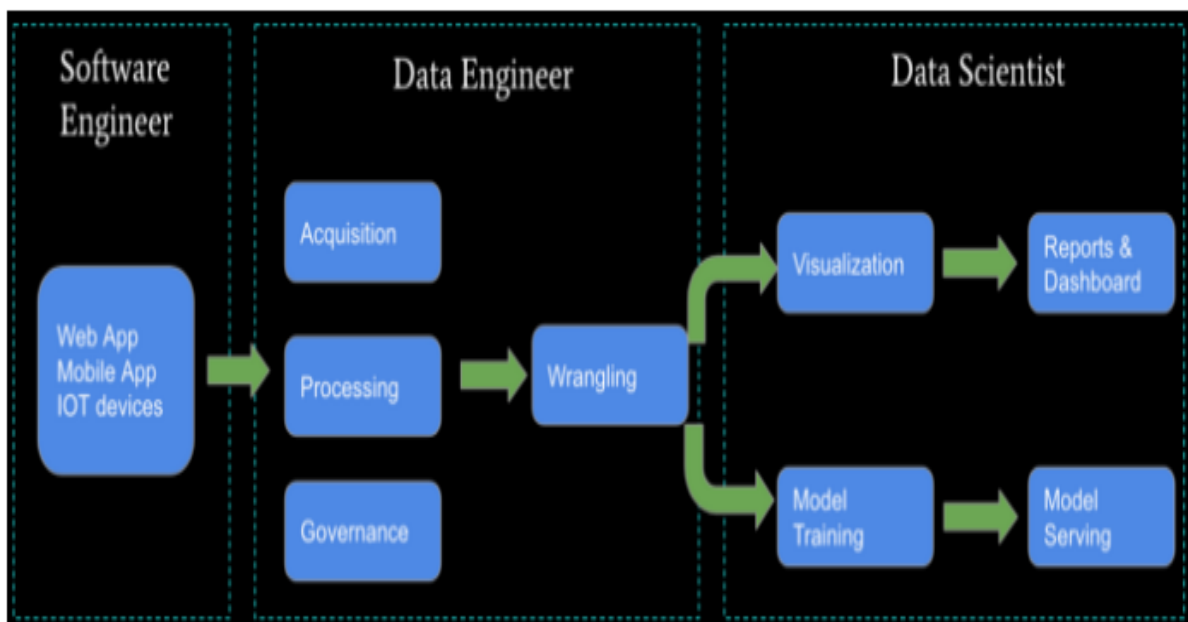 Software
Engineer
Data Engineer
Data Scientist
Web App
Mobile App
IOT devices
Acquisition
Processing
Governance
Wrangling
Visualization
Reports &
Dashboard
Model
Training
Model
Serving